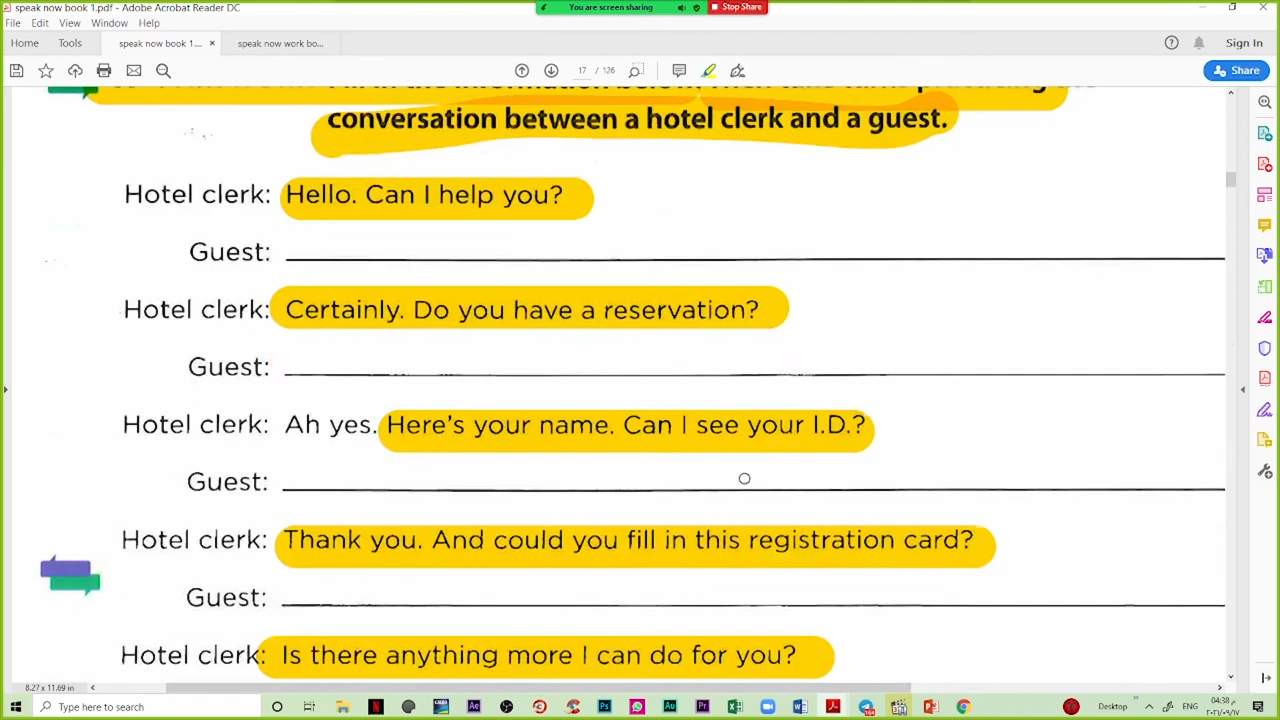 speak now book 1.pdf - Adobe Acrobat Reader DC
You are screen sharing
Stop Share
File Edit View Window Help
Home Tools speak now book 1.... × speak now work bo... Sign In
17 / 126 Share
conversation between a hotel clerk and a guest.
Hotel clerk: Hello. Can I help you?
Guest:
Hotel clerk: Certainly. Do you have a reservation?
Guest:
Hotel clerk: Ah yes. Here's your name. Can I see your I.D.?
Guest:
Hotel clerk: Thank you. And could you fill in this registration card?
Guest:
Hotel clerk: Is there anything more I can do for you?
8.27 x 11.69 in
Type here to search
Desktop ENG